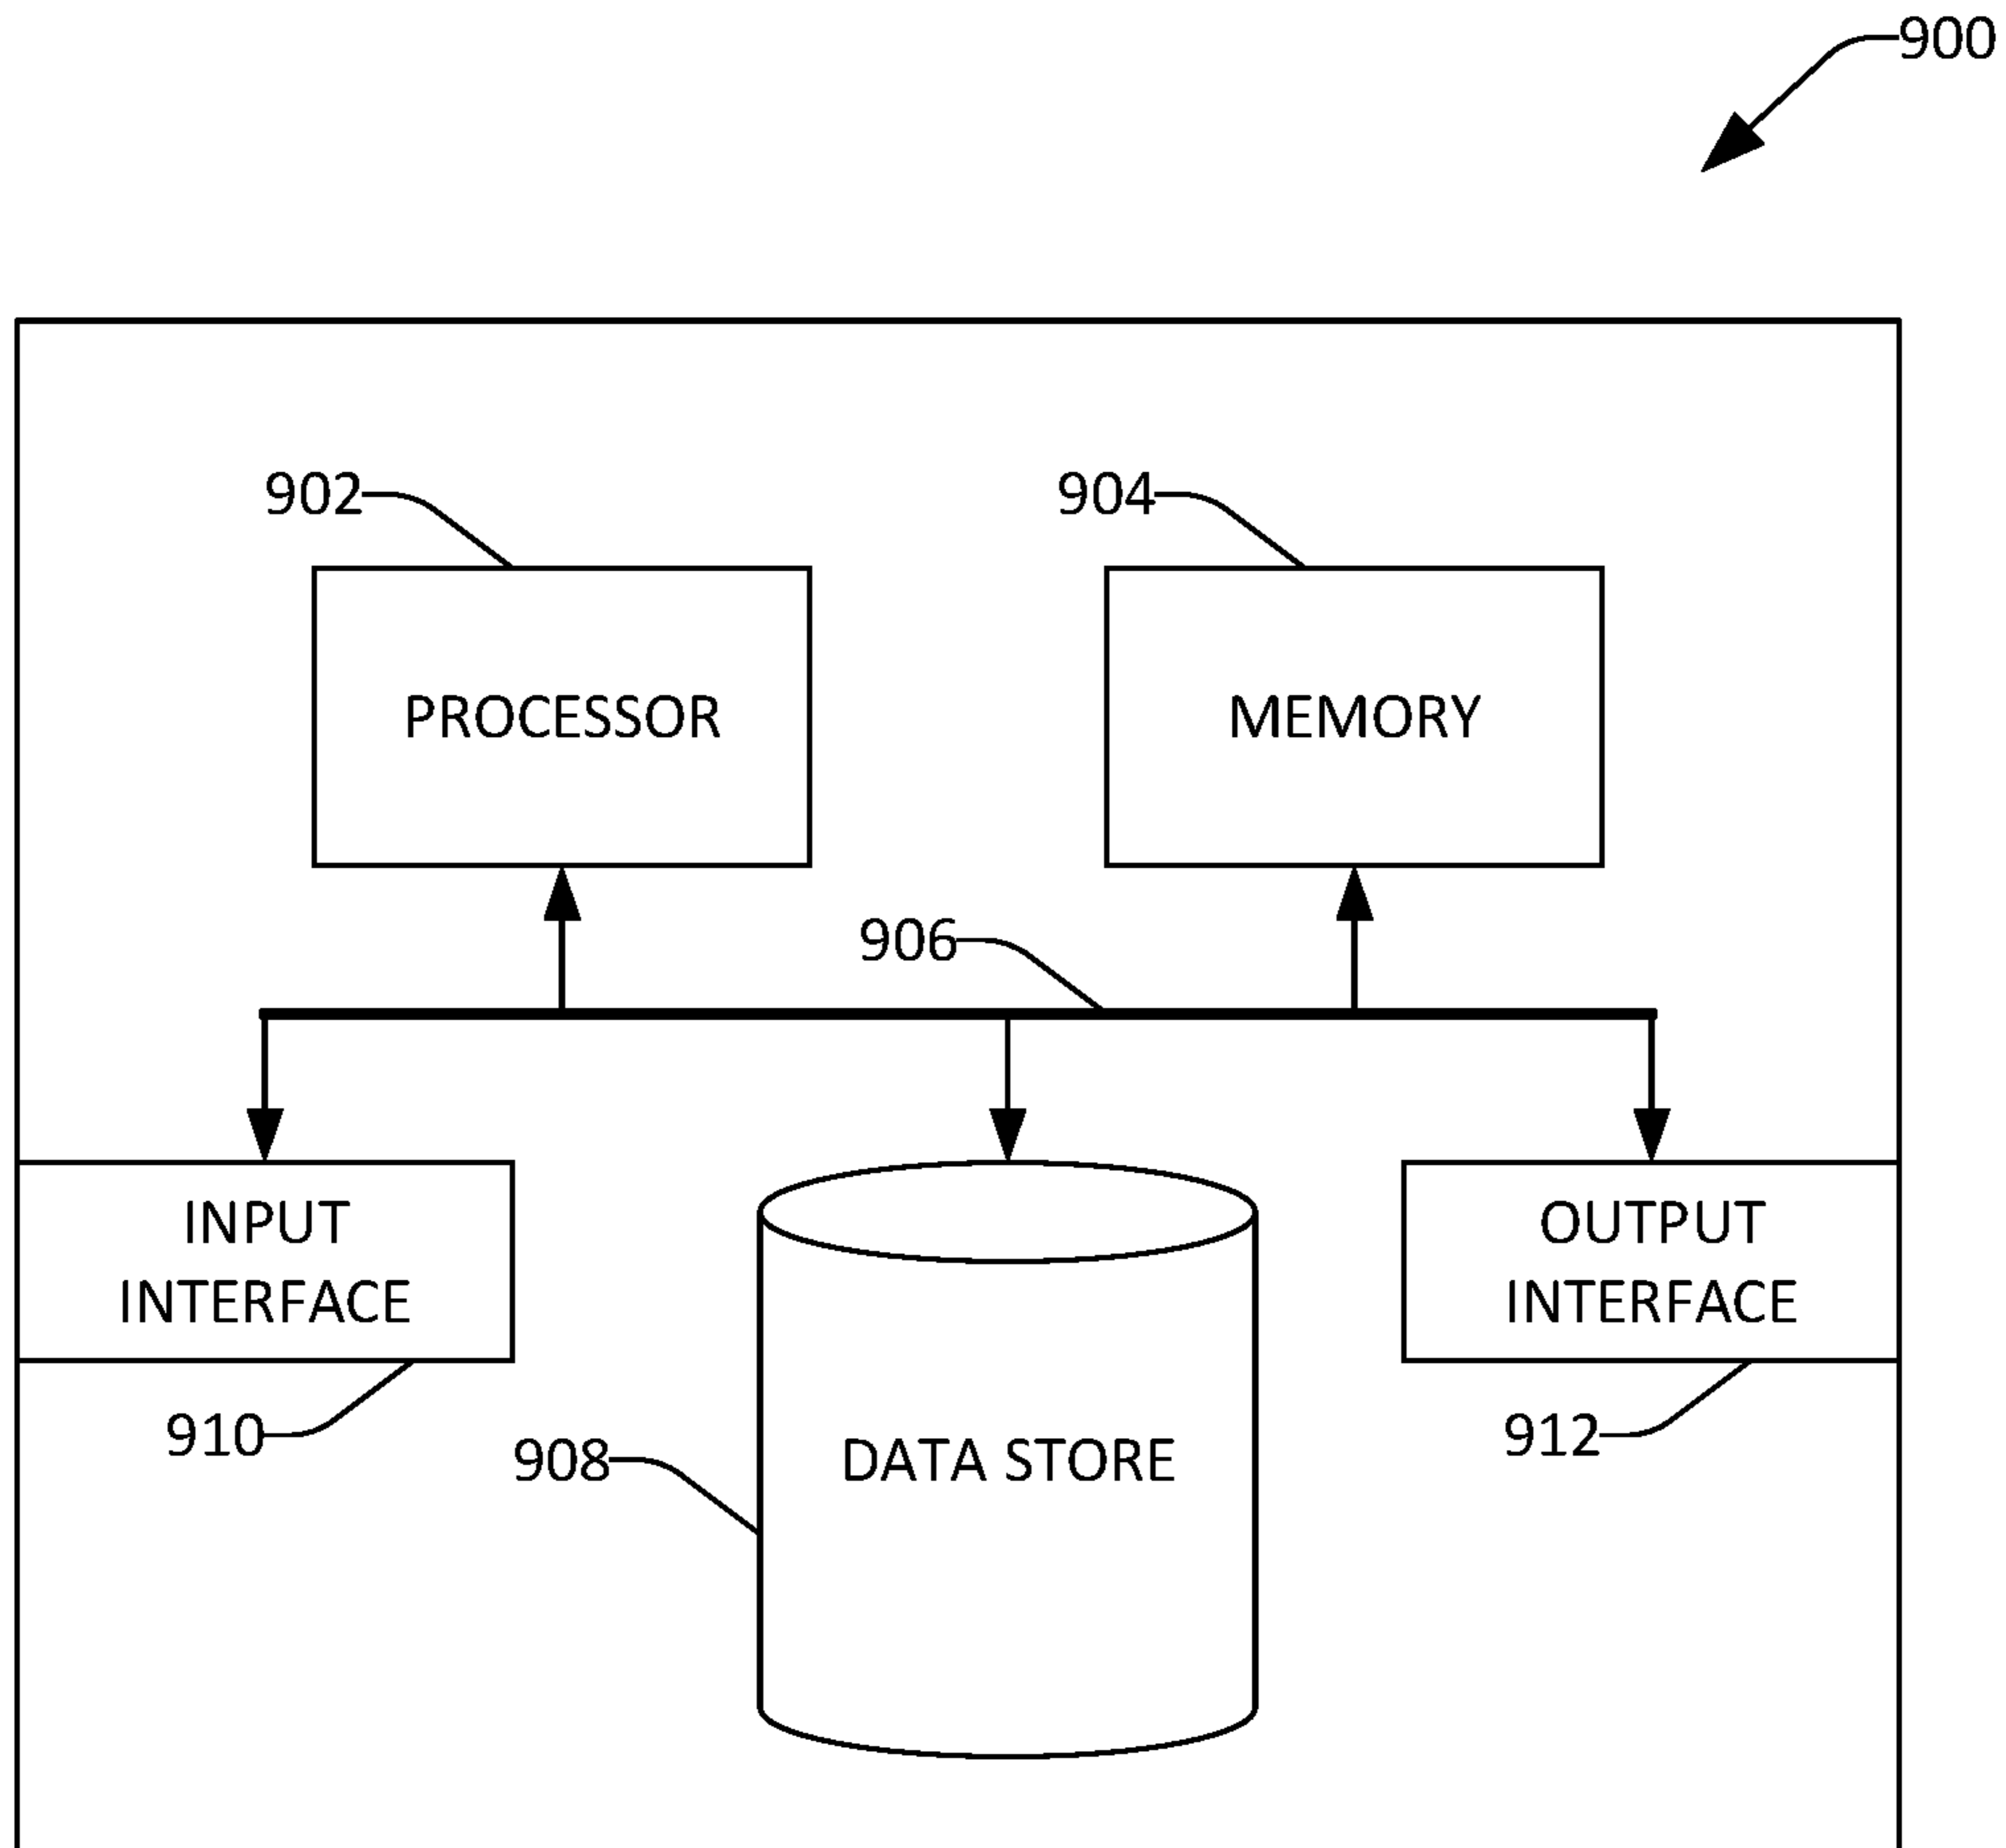 900
902
904
PROCESSOR
MEMORY
906
INPUT
INTERFACE
OUTPUT
INTERFACE
910
908
DATA STORE
912